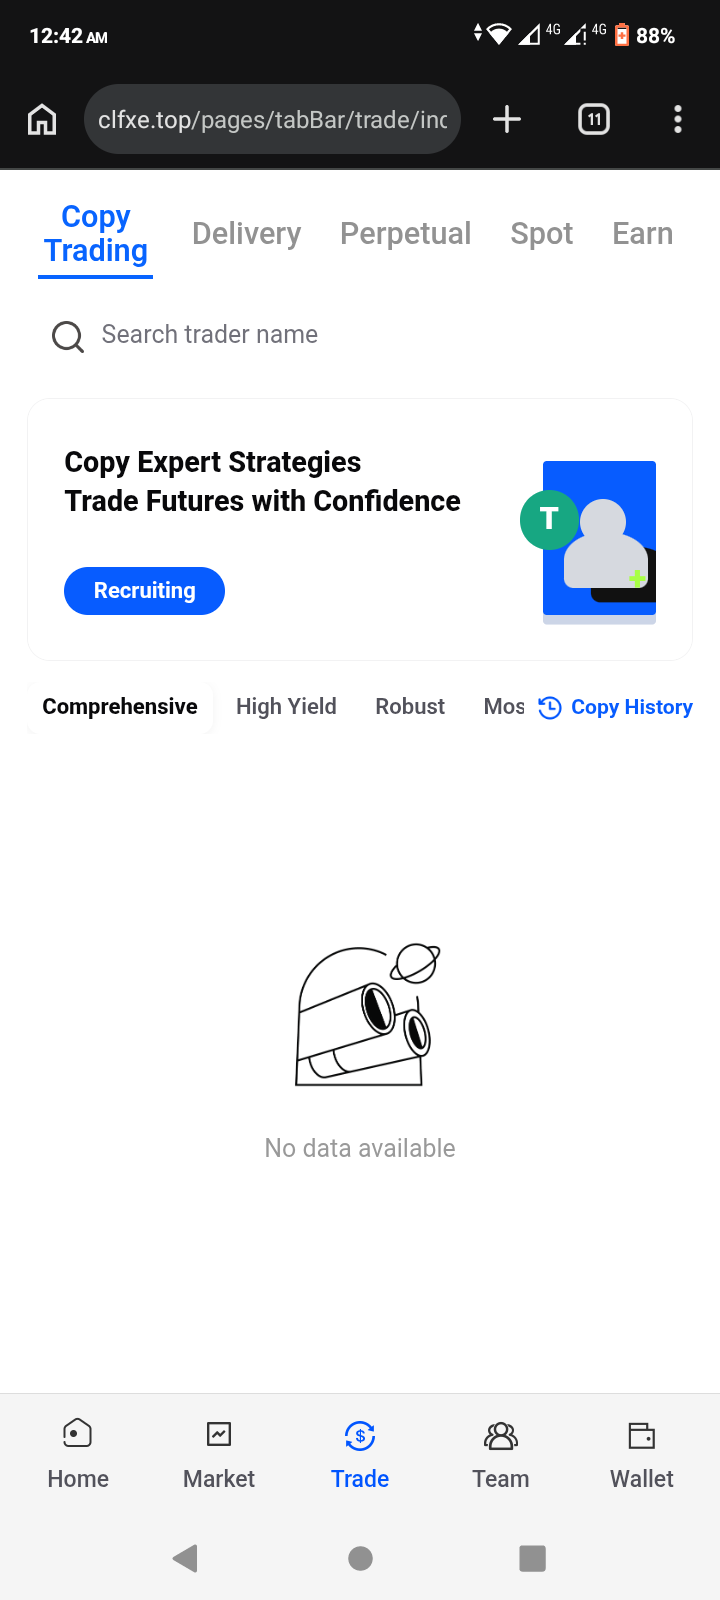 12:42 AM 4G 4G 88%
clfxe.top/pages/tabBar/trade/inc
11
Copy
Trading
Delivery
Perpetual
Spot
Earn
Search trader name
Copy Expert Strategies
Trade Futures with Confidence
T
Recruiting
Comprehensive
High Yield
Robust
Mos
Copy History
No data available
Home
Market
$
Trade
Team
Wallet